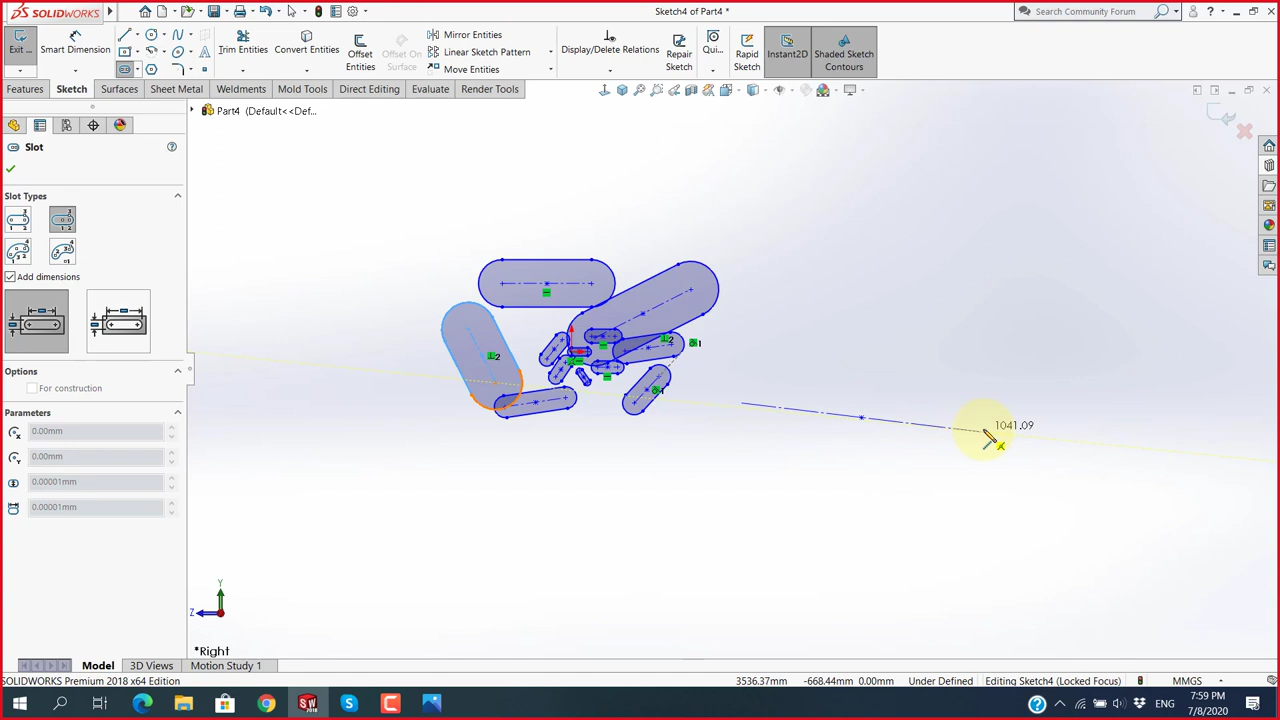 SOLIDWORKS
Sketch4 of Part4 *
Search Community Forum
Exit ...
Smart Dimension
Trim Entities
Convert Entities
Offset Entities
Offset On Surface
Mirror Entities
Linear Sketch Pattern
Move Entities
Display/Delete Relations
Repair Sketch
Qui...
Rapid Sketch
Instant2D
Shaded Sketch Contours
Features
Sketch
Surfaces
Sheet Metal
Weldments
Mold Tools
Direct Editing
Evaluate
Render Tools
Part4 (Default<<Def...
Slot
Slot Types
Add dimensions
Options
For construction
Parameters
0.00mm
0.00mm
0.00001mm
0.00001mm
1041.09
Y
Z
*Right
Model
3D Views
Motion Study 1
SOLIDWORKS Premium 2018 x64 Edition
3536.37mm
-668.44mm
0.00mm
Under Defined
Editing Sketch4 (Locked Focus)
MMGS
ENG
7:59 PM
7/8/2020